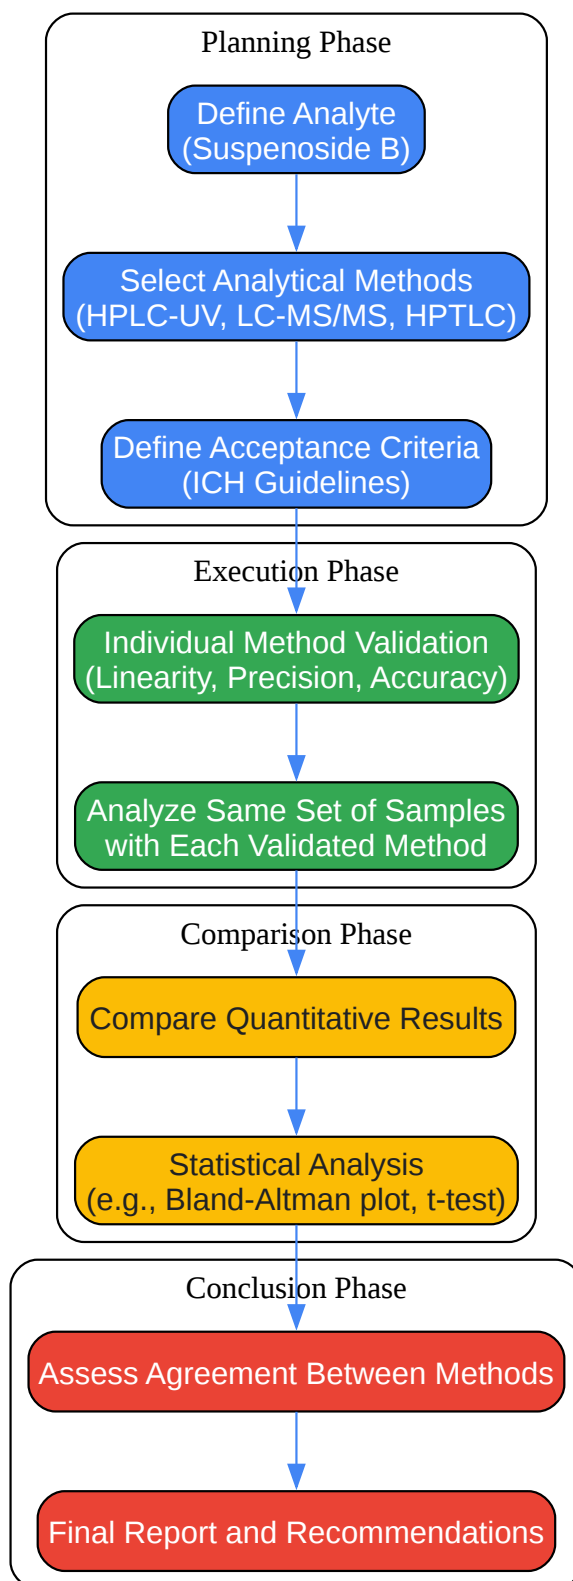 Planning Phase
Define Analyte
(Suspenoside B)
Select Analytical Methods
(HPLC-UV, LC-MS/MS, HPTLC)
Define Acceptance Criteria
(ICH Guidelines)
Execution Phase
Individual Method Validation
(Linearity, Precision, Accuracy)
Analyze Same Set of Samples
with Each Validated Method
Comparison Phase
Compare Quantitative Results
Statistical Analysis
(e.g., Bland-Altman plot, t-test)
Conclusion Phase
Assess Agreement Between Methods
Final Report and Recommendations